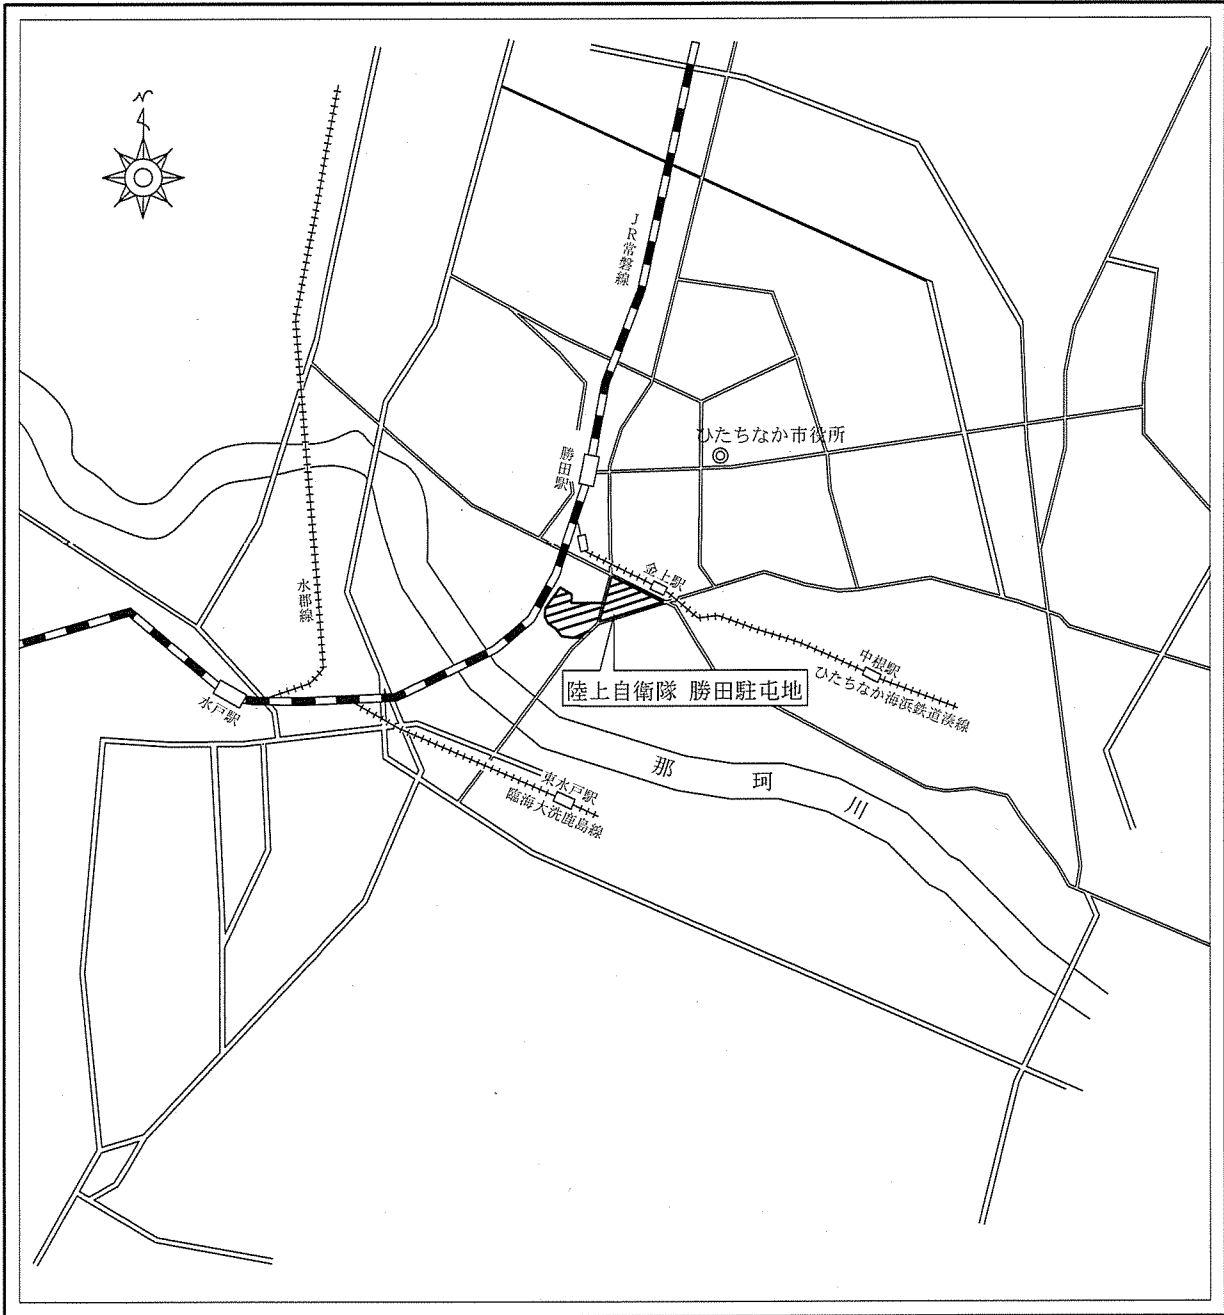 N
JR常磐線
ひたちなか市役所
勝田駅
金上駅
水郡線
中根駅
ひたちなか海浜鉄道湊線
陸上自衛隊 勝田駐屯地
水戸駅
那珂川
東水戸駅
臨海大洗鹿島線